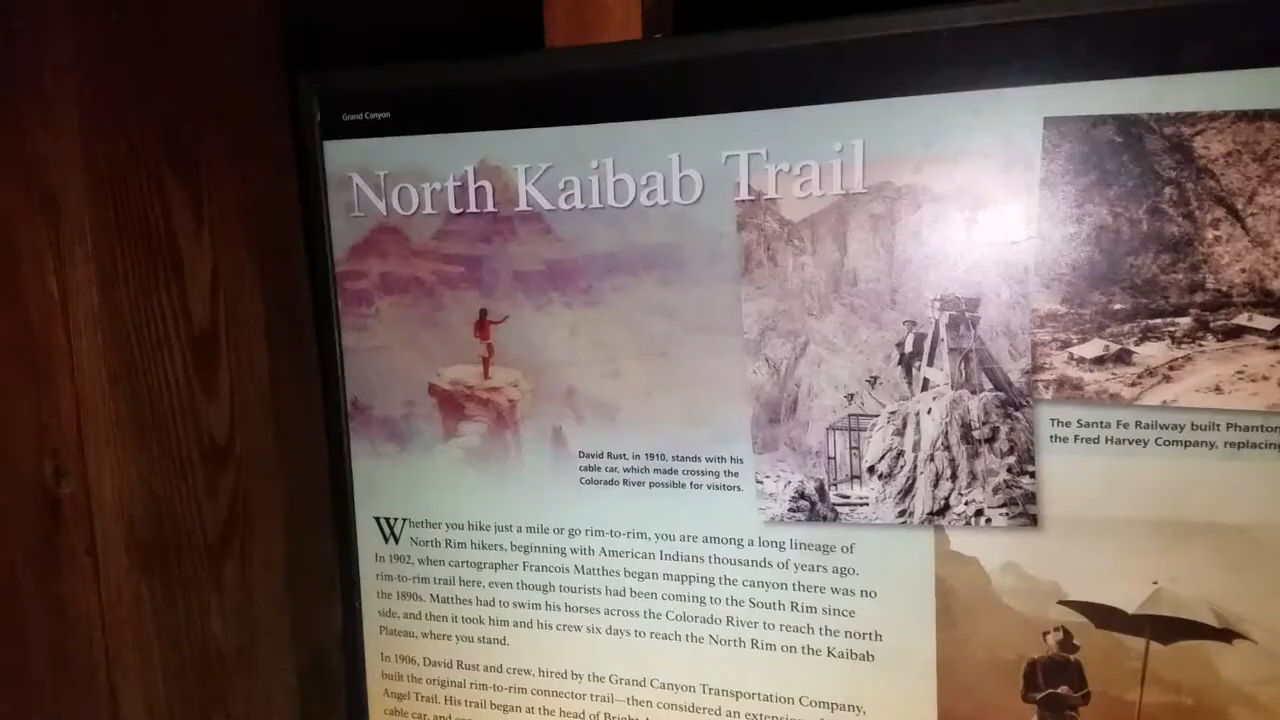 Grand Canyon
North Kaibab Trail
David Rust, in 1910, stands with his
cable car, which made crossing the
Colorado River possible for visitors.
The Santa Fe Railway built
the Fred Harvey Company, replacing
Whether you hike just a mile or go rim-to-rim, you are among a long lineage of
North Rim hikers, beginning with American Indians thousands of years ago.
In 1902, when cartographer Francois Matthes began mapping the canyon there was no
rim-to-rim trail here, even though tourists had been coming to the South Rim since
the 1890s. Matthes had to swim his horses across the Colorado River to reach the north
side, and then it took him and his crew six days to reach the North Rim on the Kaibab
Plateau, where you stand.
In 1906, David Rust and crew, hired by the Grand Canyon Transportation Company,
built the original rim-to-rim connector trail—then considered an
Angel Trail. His trail began at the head of
cable car, and